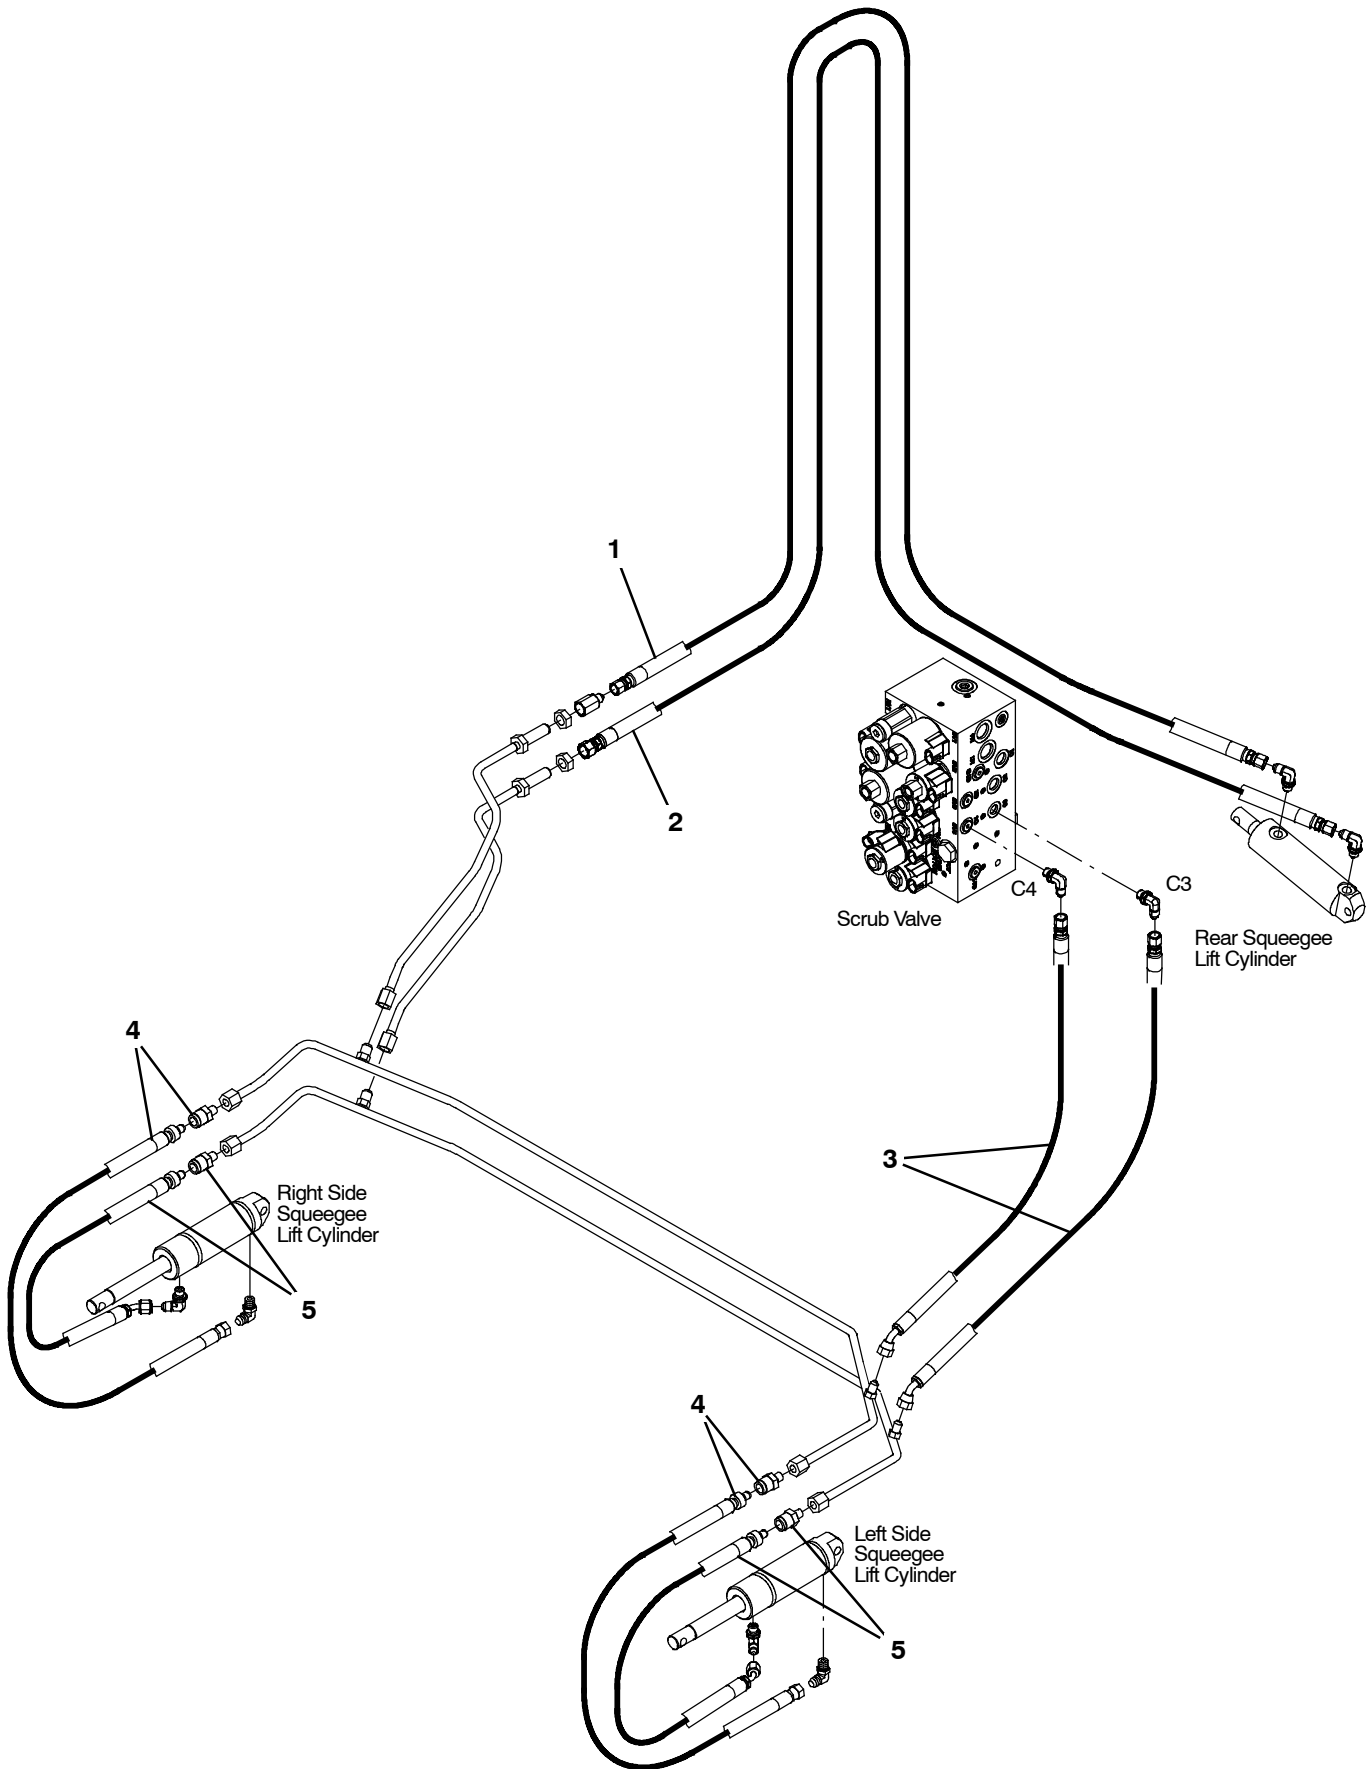 1
2
C4
C3
Scrub Valve
Rear Squeegee
Lift Cylinder
4
3
Right Side
Squeegee
Lift Cylinder
5
4
Left Side
Squeegee
Lift Cylinder
5